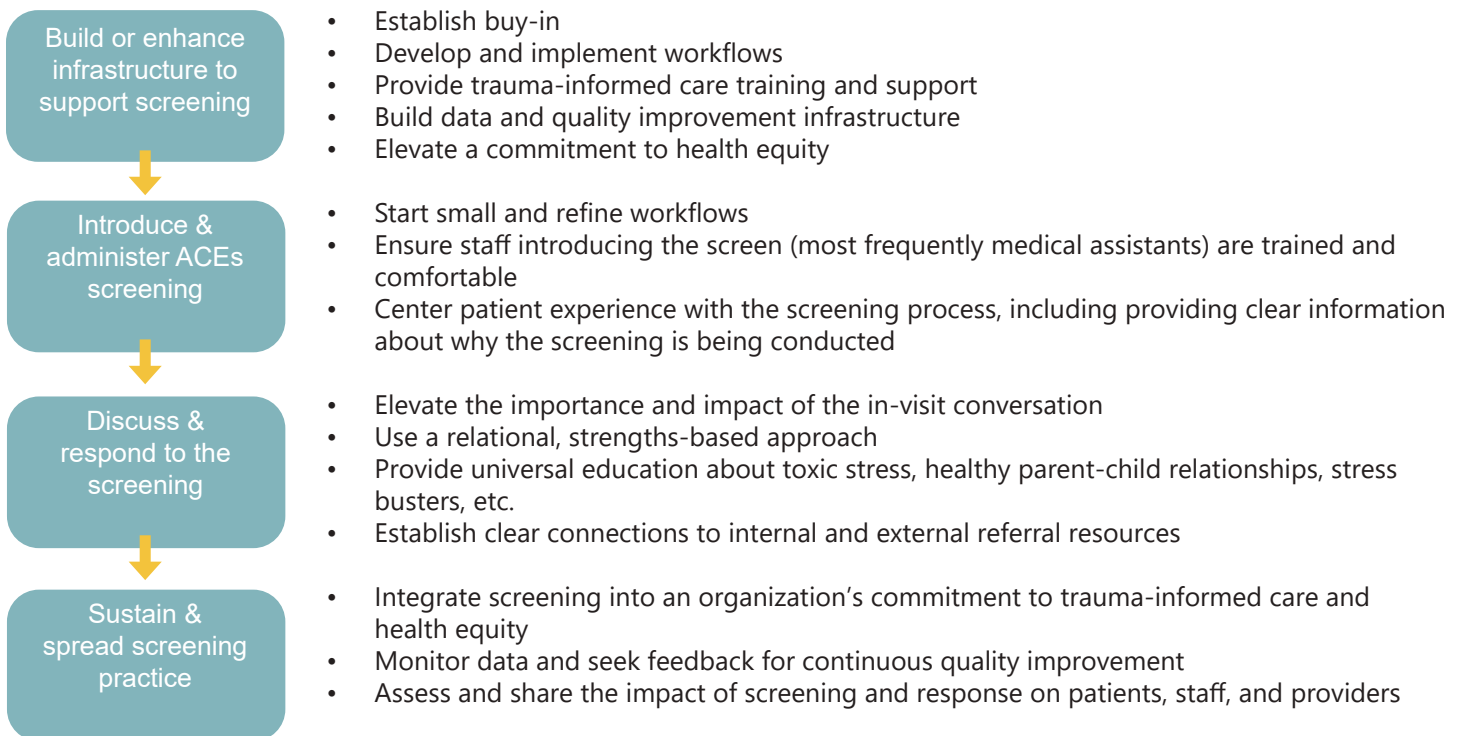 Build or enhance
infrastructure to
support screening
• Establish buy-in
• Develop and implement workflows
• Provide trauma-informed care training and support
• Build data and quality improvement infrastructure
• Elevate a commitment to health equity
Introduce &
administer ACEs
screening
• Start small and refine workflows
• Ensure staff introducing the screen (most frequently medical assistants) are trained and
comfortable
• Center patient experience with the screening process, including providing clear information
about why the screening is being conducted
Discuss &
respond to the
screening
• Elevate the importance and impact of the in-visit conversation
• Use a relational, strengths-based approach
• Provide universal education about toxic stress, healthy parent-child relationships, stress
busters, etc.
• Establish clear connections to internal and external referral resources
Sustain &
spread screening
practice
• Integrate screening into an organization’s commitment to trauma-informed care and
health equity
• Monitor data and seek feedback for continuous quality improvement
• Assess and share the impact of screening and response on patients, staff, and providers